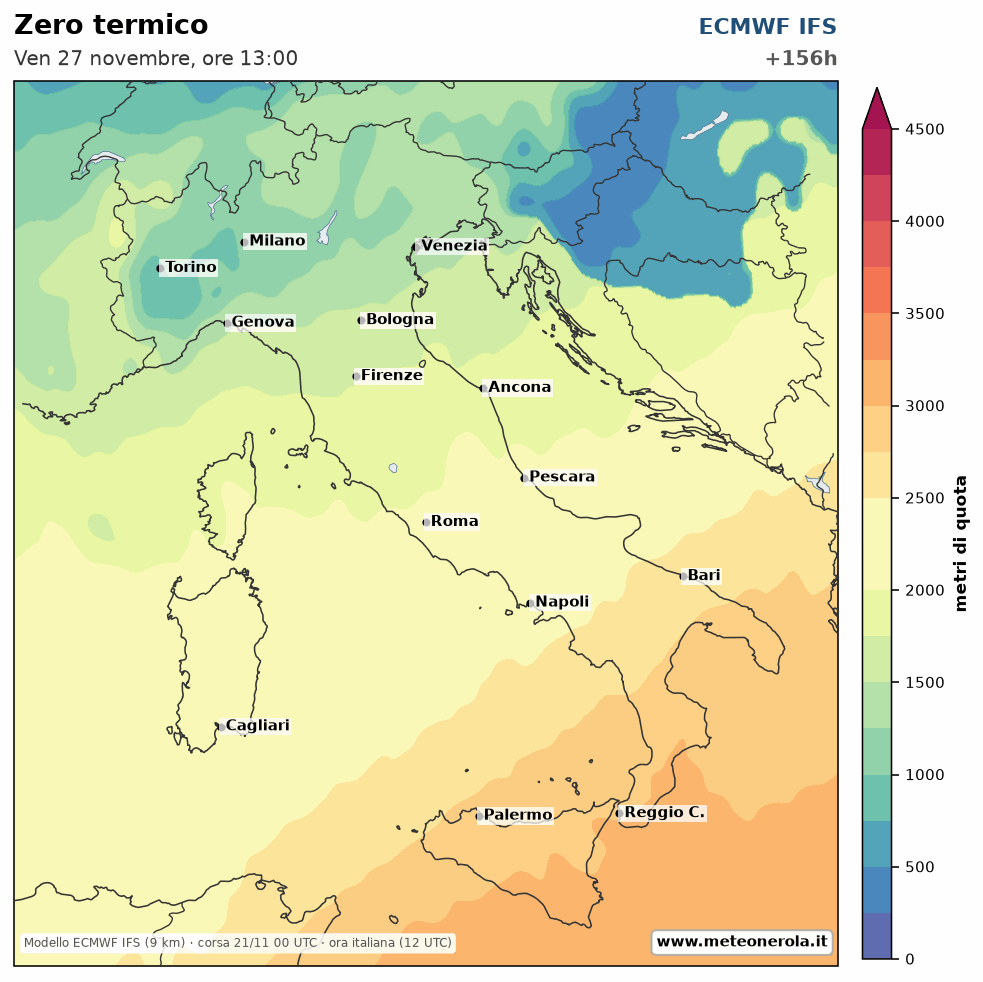 Zero termico
ECMWF IFS
Ven 27 novembre, ore 13:00
+156h
Milano
Venezia
Torino
Genova
Bologna
Firenze
Ancona
Pescara
Roma
Bari
Napoli
Cagliari
Palermo
Reggio C.
4500
4000
3500
3000
2500
2000
1500
1000
500
0
metri di quota
Modello ECMWF IFS (9 km) · corsa 21/11 00 UTC · ora italiana (12 UTC)
www.meteonerola.it